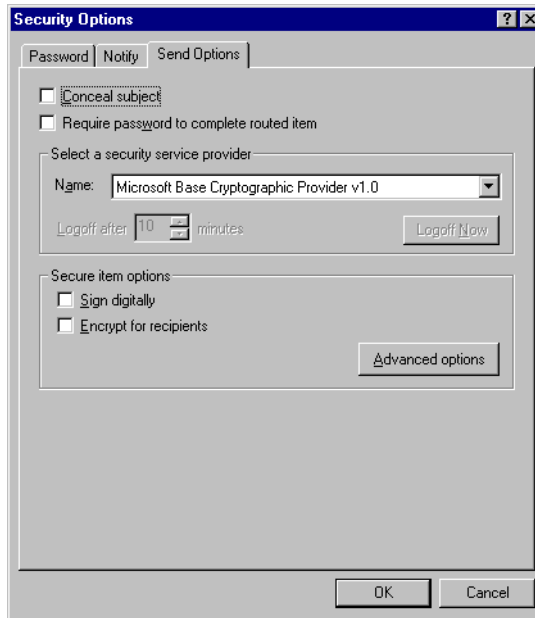 Security Options
Password Notify Send Options
Conceal subject
Require password to complete routed item
Select a security service provider
Name: Microsoft Base Cryptographic Provider v1.0
Logoff after 10 minutes Logoff Now
Secure item options
Sign digitally
Encrypt for recipients
Advanced options
OK Cancel